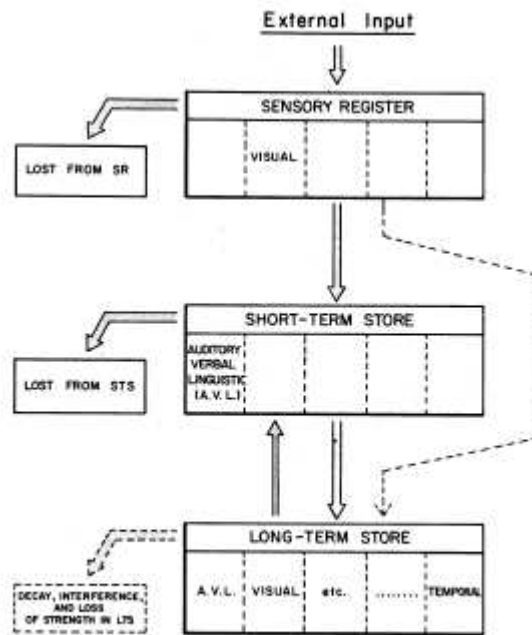 External Input
SENSORY REGISTER
VISUAL
LOST FROM SR
SHORT-TERM STORE
AUDITORY
VERBAL
LINGUISTIC
(A.V.L.)
LOST FROM STS
LONG-TERM STORE
A.V.L.
VISUAL
etc.
........
TEMPORAL
DECAY, INTERFERENCE,
AND LOSS
OF STRENGTH IN LTS